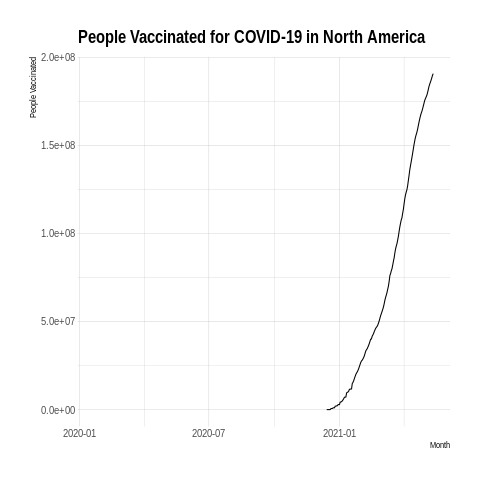 People Vaccinated for COVID-19 in North America
People Vaccinated
2.0e+08
1.5e+08
1.0e+08
5.0e+07
0.0e+00
2020-01
2020-07
2021-01
Month